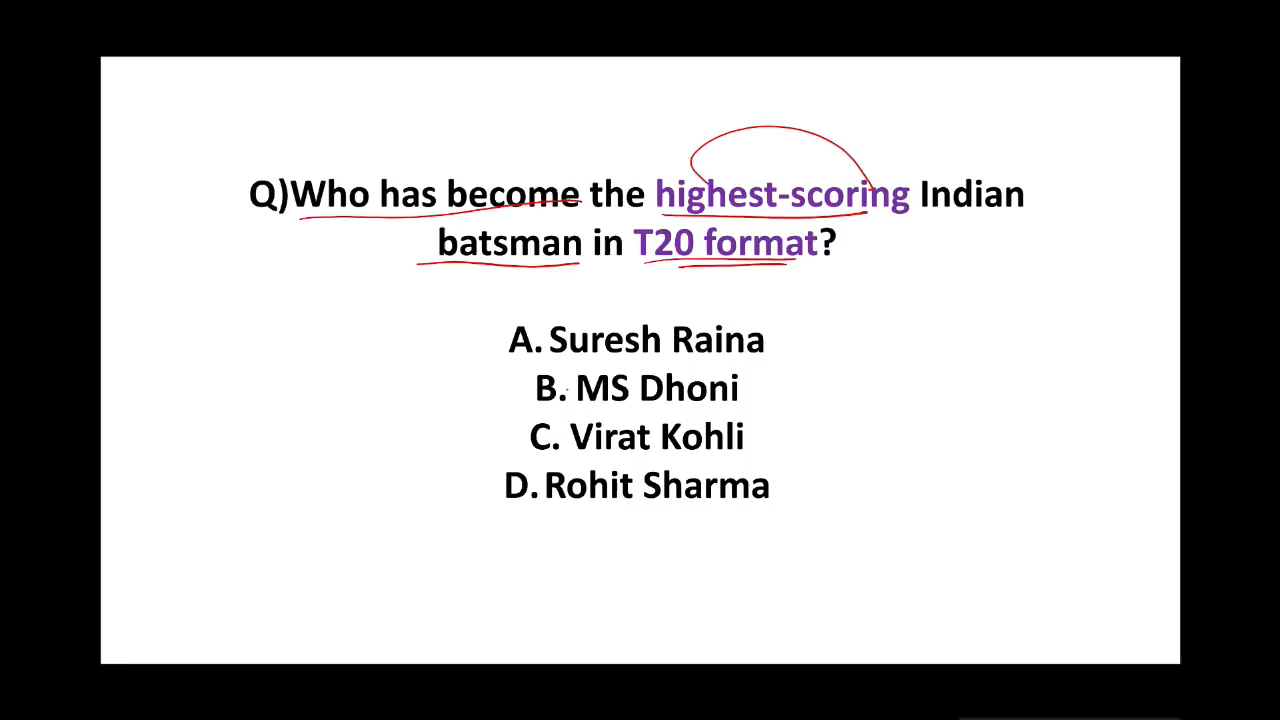 Q)Who has become the highest-scoring Indian
batsman in T20 format?
A. Suresh Raina
B. MS Dhoni
C. Virat Kohli
D. Rohit Sharma